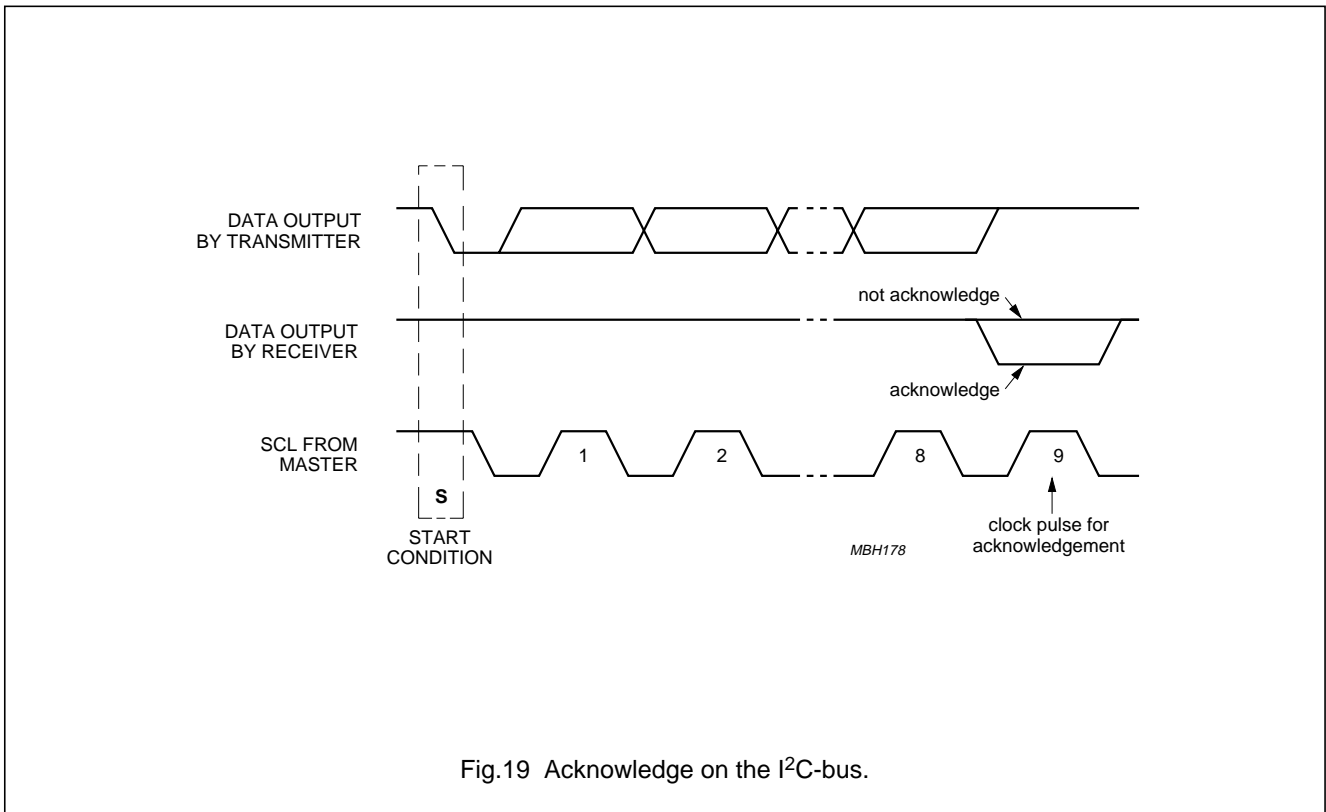 DATA OUTPUT
BY TRANSMITTER
not acknowledge
DATA OUTPUT
BY RECEIVER
acknowledge
SCL FROM
MASTER
1
2
8
9
S
START
CONDITION
clock pulse for
acknowledgement
MBH178
Fig.19 Acknowledge on the I²C-bus.